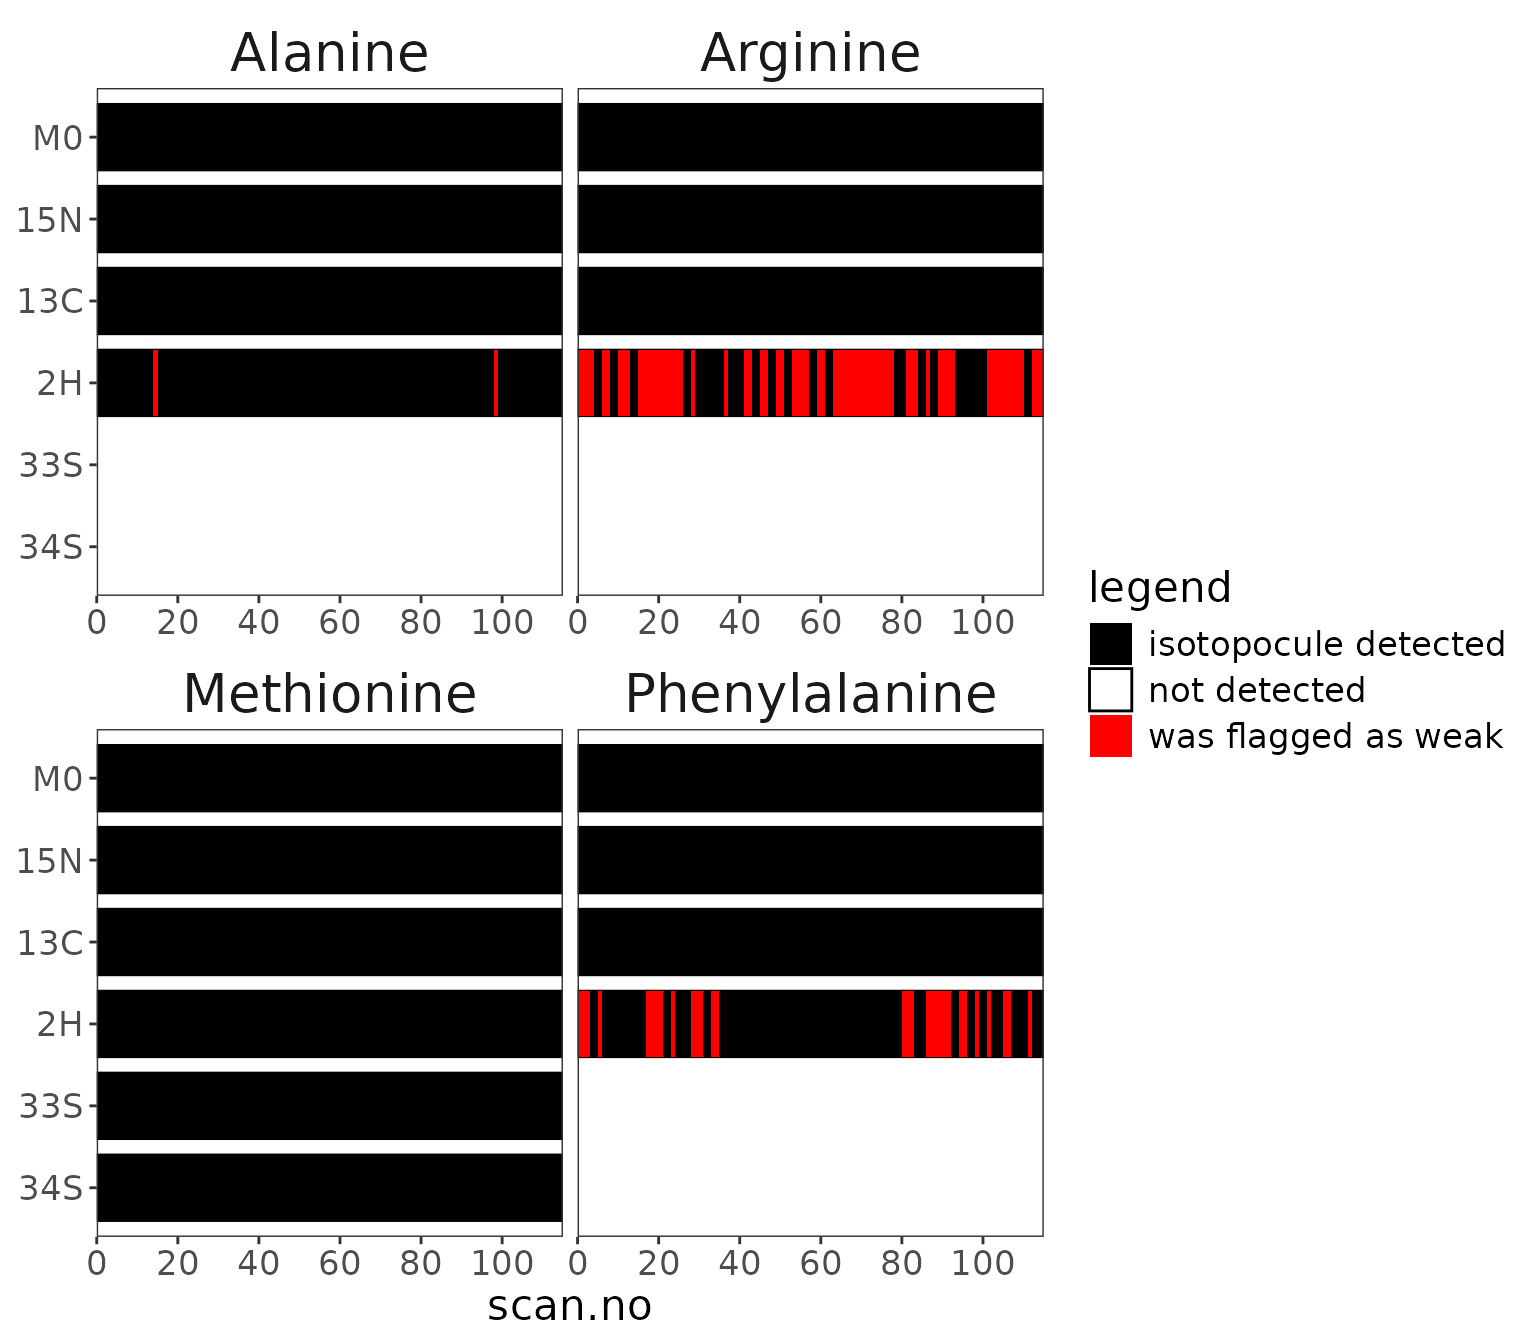 Alanine
Arginine
M0
15N
13C
2H
33S
34S
0 20 40 60 80 100
0 20 40 60 80 100
legend
isotopocule detected
not detected
was flagged as weak
Methionine
Phenylalanine
M0
15N
13C
2H
33S
34S
0 20 40 60 80 100
0 20 40 60 80 100
scan.no